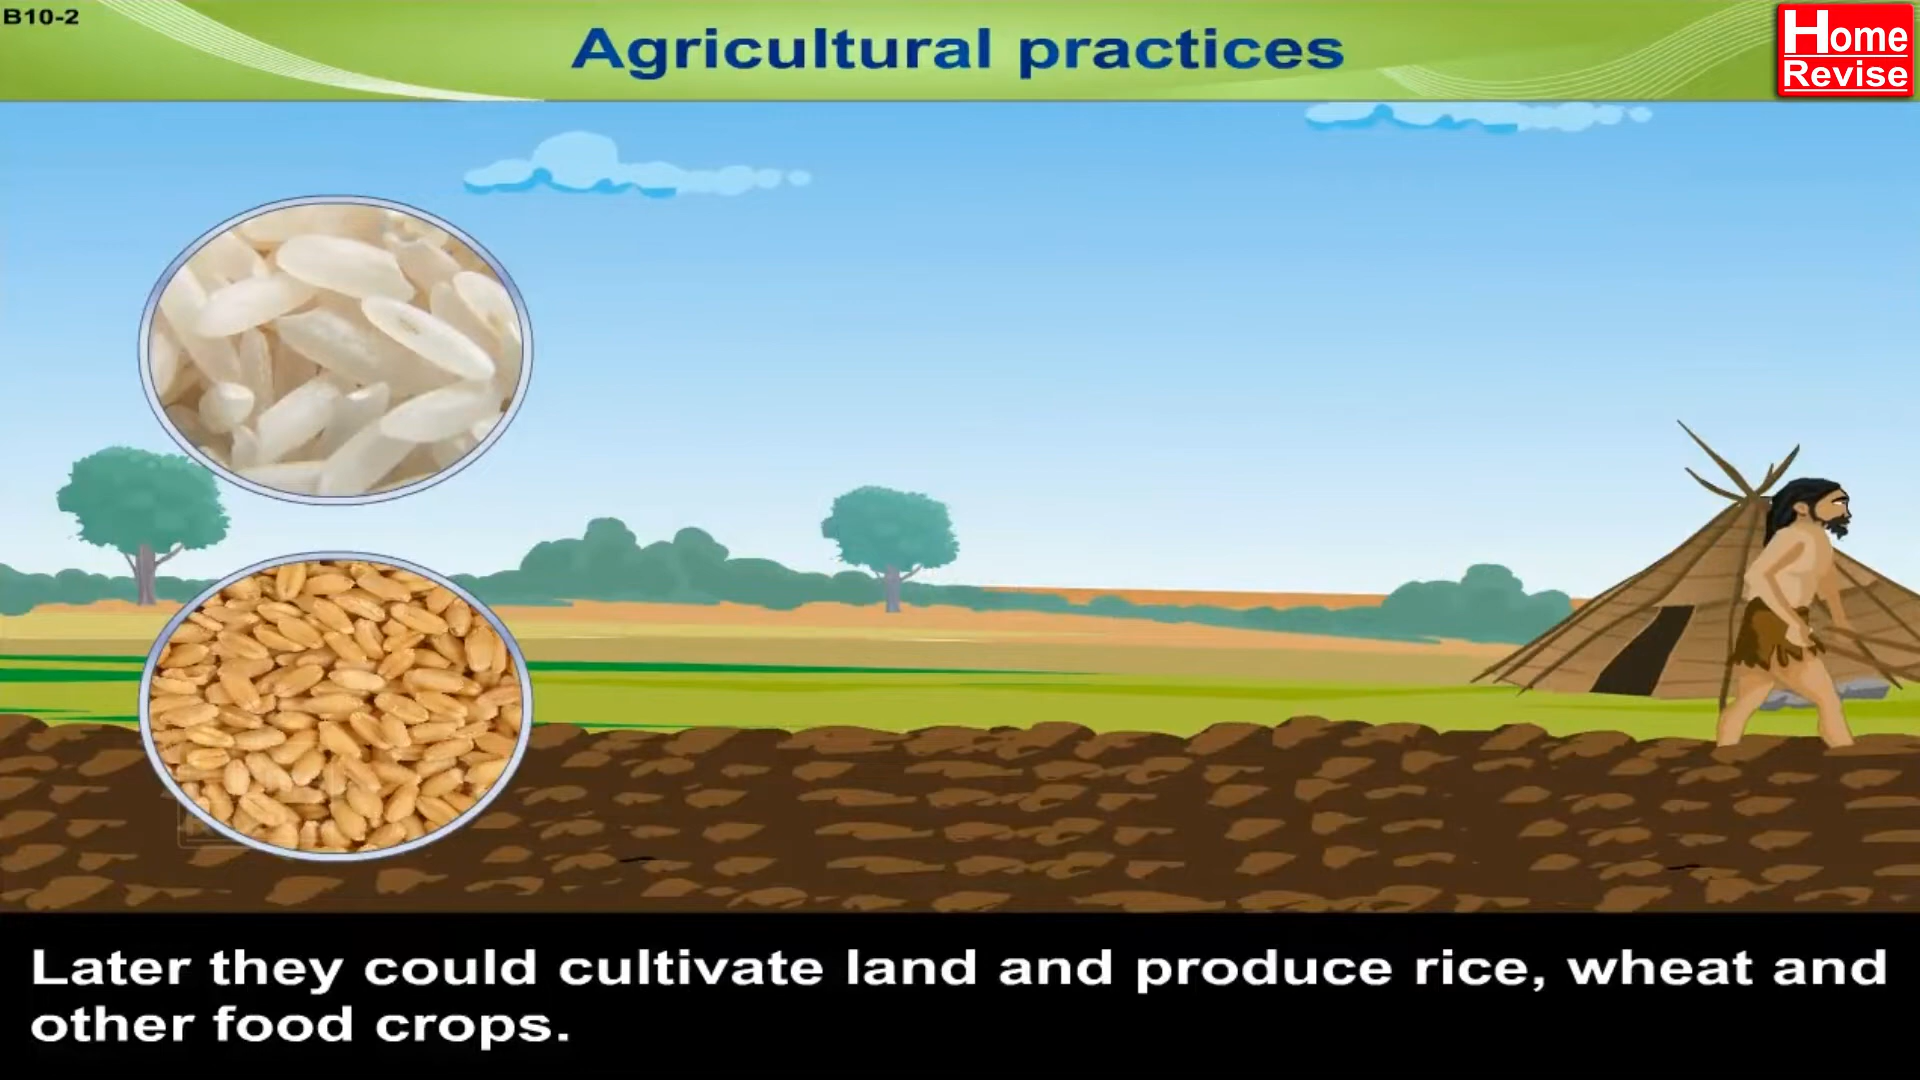 B10-2
Agricultural practices
Home
Revise
Later they could cultivate land and produce rice, wheat and
other food crops.